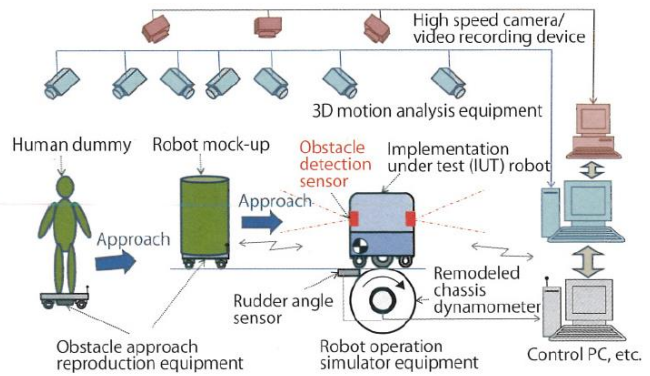 High speed camera/
video recording device
3D motion analysis equipment
Human dummy
Robot mock-up
Obstacle
detection
sensor
Implementation
under test (IUT) robot
Approach
Approach
Rudder angle
sensor
Remodeled
chassis
dynamometer
Obstacle approach
reproduction equipment
Robot operation
simulator equipment
Control PC, etc.